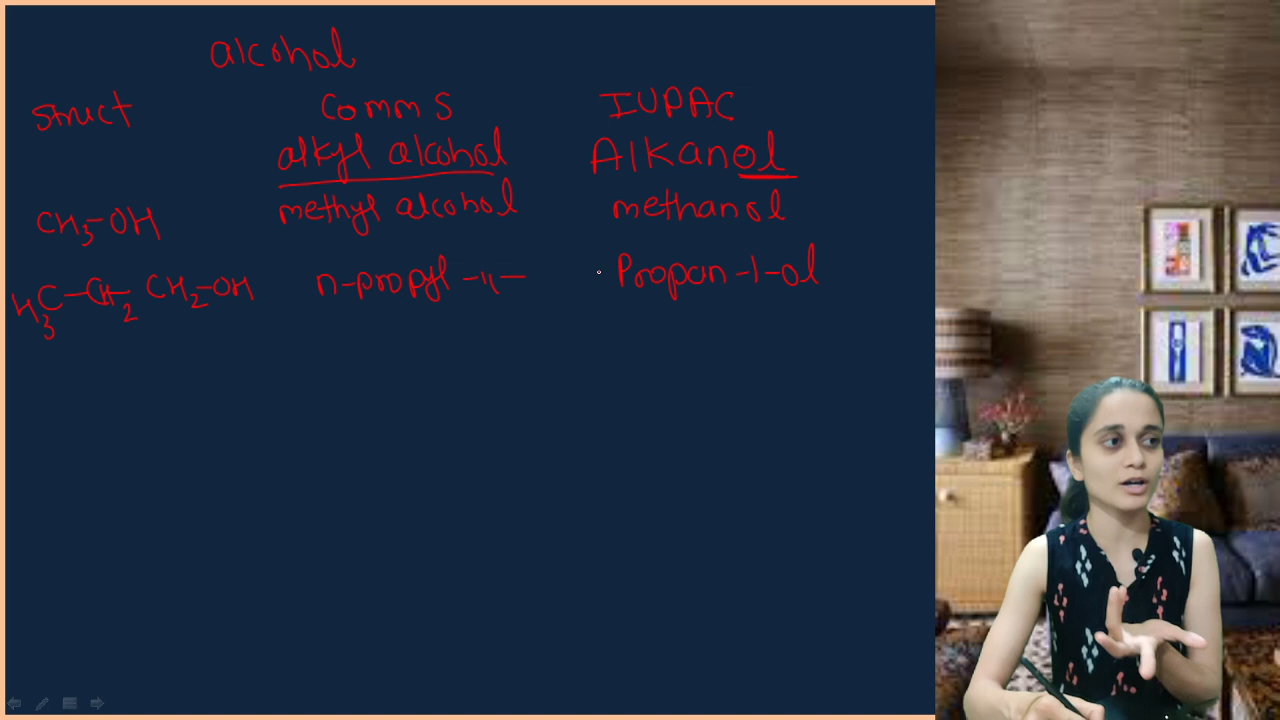 alcohol
struct Comm S IUPAC
alkyl alcohol Alkanol
CH3-OH methyl alcohol methanol
H3C-CH2 CH2-OH n-propyl -〃- Propan-1-ol